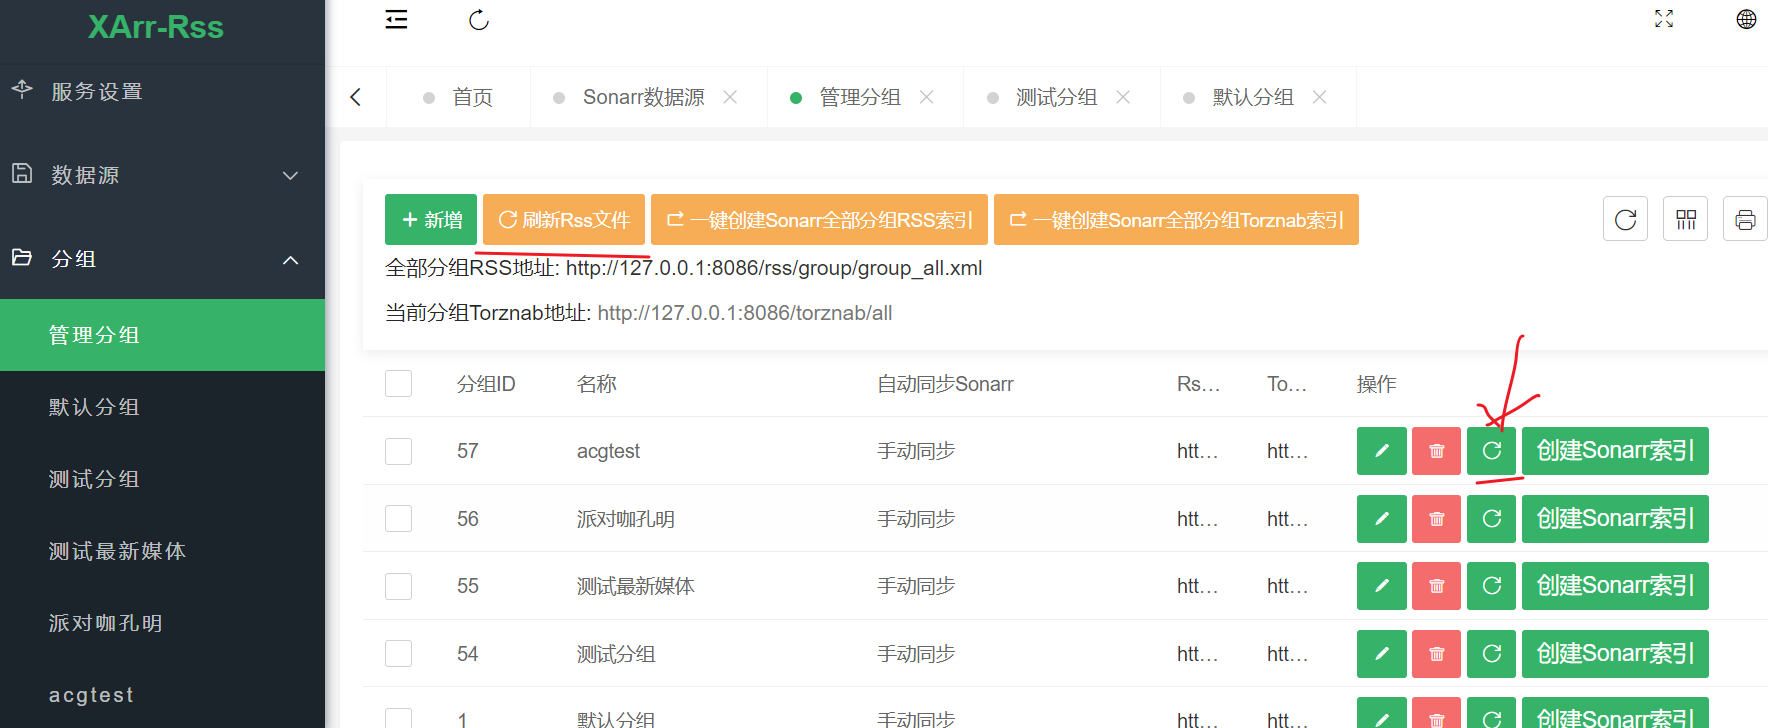 XArr-Rss
服务设置
数据源
分组
管理分组
默认分组
测试分组
测试最新媒体
派对咖孔明
acgtest
首页 Sonarr数据源 管理分组 测试分组 默认分组
新增 刷新Rss文件 一键创建Sonarr全部分组RSS索引 一键创建Sonarr全部分组Torznab索引
全部分组RSS地址: http://127.0.0.1:8086/rss/group/group_all.xml
当前分组Torznab地址: http://127.0.0.1:8086/torznab/all
分组ID 名称 自动同步Sonarr Rs... To... 操作
57 acgtest 手动同步 htt... htt... 创建Sonarr索引
56 派对咖孔明 手动同步 htt... htt... 创建Sonarr索引
55 测试最新媒体 手动同步 htt... htt... 创建Sonarr索引
54 测试分组 手动同步 htt... htt... 创建Sonarr索引
1 默认分组 手动同步 htt... htt... 创建Sonarr索引